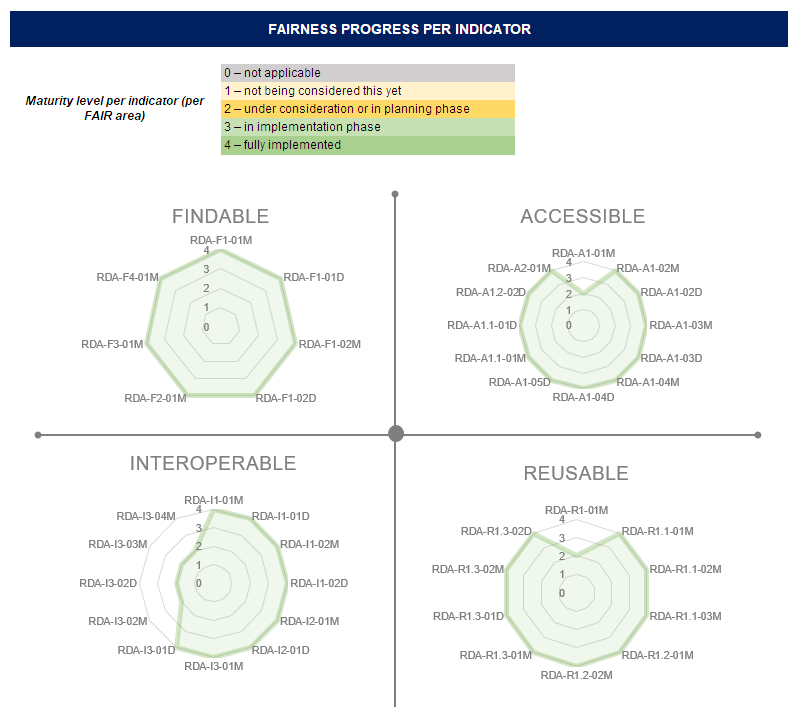 FAIRNESS PROGRESS PER INDICATOR
Maturity level per indicator (per
FAIR area)
0 – not applicable
1 – not being considered this yet
2 – under consideration or in planning phase
3 – in implementation phase
4 – fully implemented
FINDABLE
RDA-F1-01M
RDA-F1-01D
RDA-F1-02M
RDA-F1-02D
RDA-F2-01M
RDA-F3-01M
RDA-F4-01M
4
3
2
1
0
ACCESSIBLE
RDA-A1-01M
RDA-A1-02M
RDA-A1-02D
RDA-A1-03M
RDA-A1-03D
RDA-A1-04M
RDA-A1-04D
RDA-A1-05D
RDA-A1.1-01M
RDA-A1.1-01D
RDA-A1.2-02D
RDA-A2-01M
4
3
2
1
0
INTEROPERABLE
RDA-I1-01M
RDA-I1-01D
RDA-I1-02M
RDA-I1-02D
RDA-I2-01M
RDA-I2-01D
RDA-I3-01M
RDA-I3-01D
RDA-I3-02M
RDA-I3-02D
RDA-I3-03M
RDA-I3-04M
4
3
2
1
0
REUSABLE
RDA-R1-01M
RDA-R1.1-01M
RDA-R1.1-02M
RDA-R1.1-03M
RDA-R1.2-01M
RDA-R1.2-02M
RDA-R1.3-01M
RDA-R1.3-01D
RDA-R1.3-02M
RDA-R1.3-02D
4
3
2
1
0